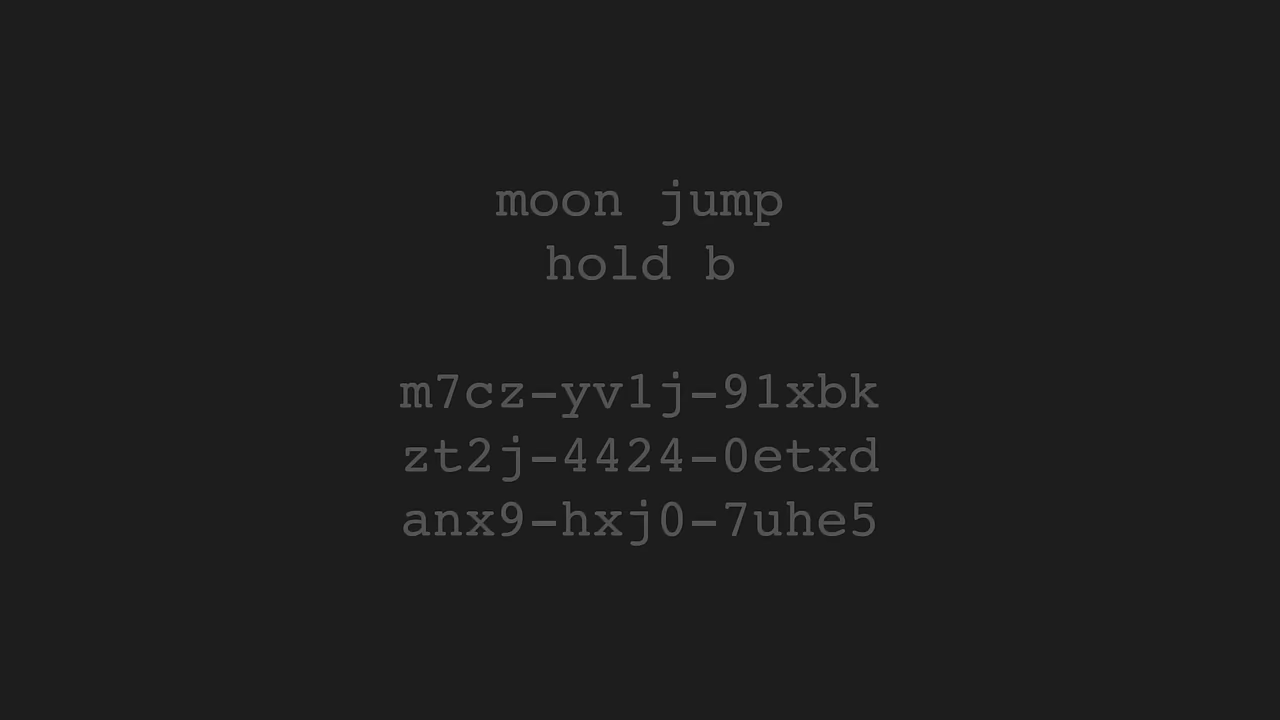 moon jump
hold b
m7cz-yv1j-91xbk
zt2j-4424-0etxd
anx9-hxj0-7uhe5